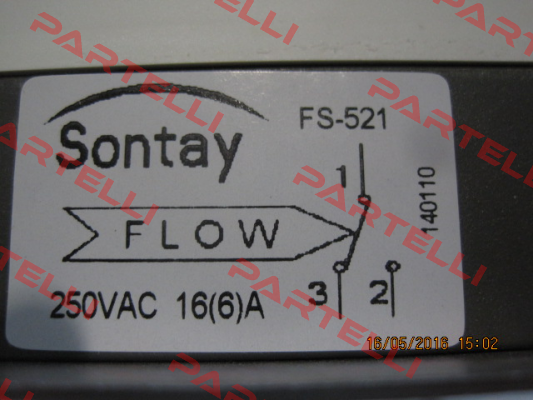 PARTELLI
PARTELLI
PARTELLI
PARTELLI
PARTELLI
PARTELLI
Sontay
FS-521
1
140110
FLOW
3
2
250VAC 16(6)A
16/05/2016 15:02